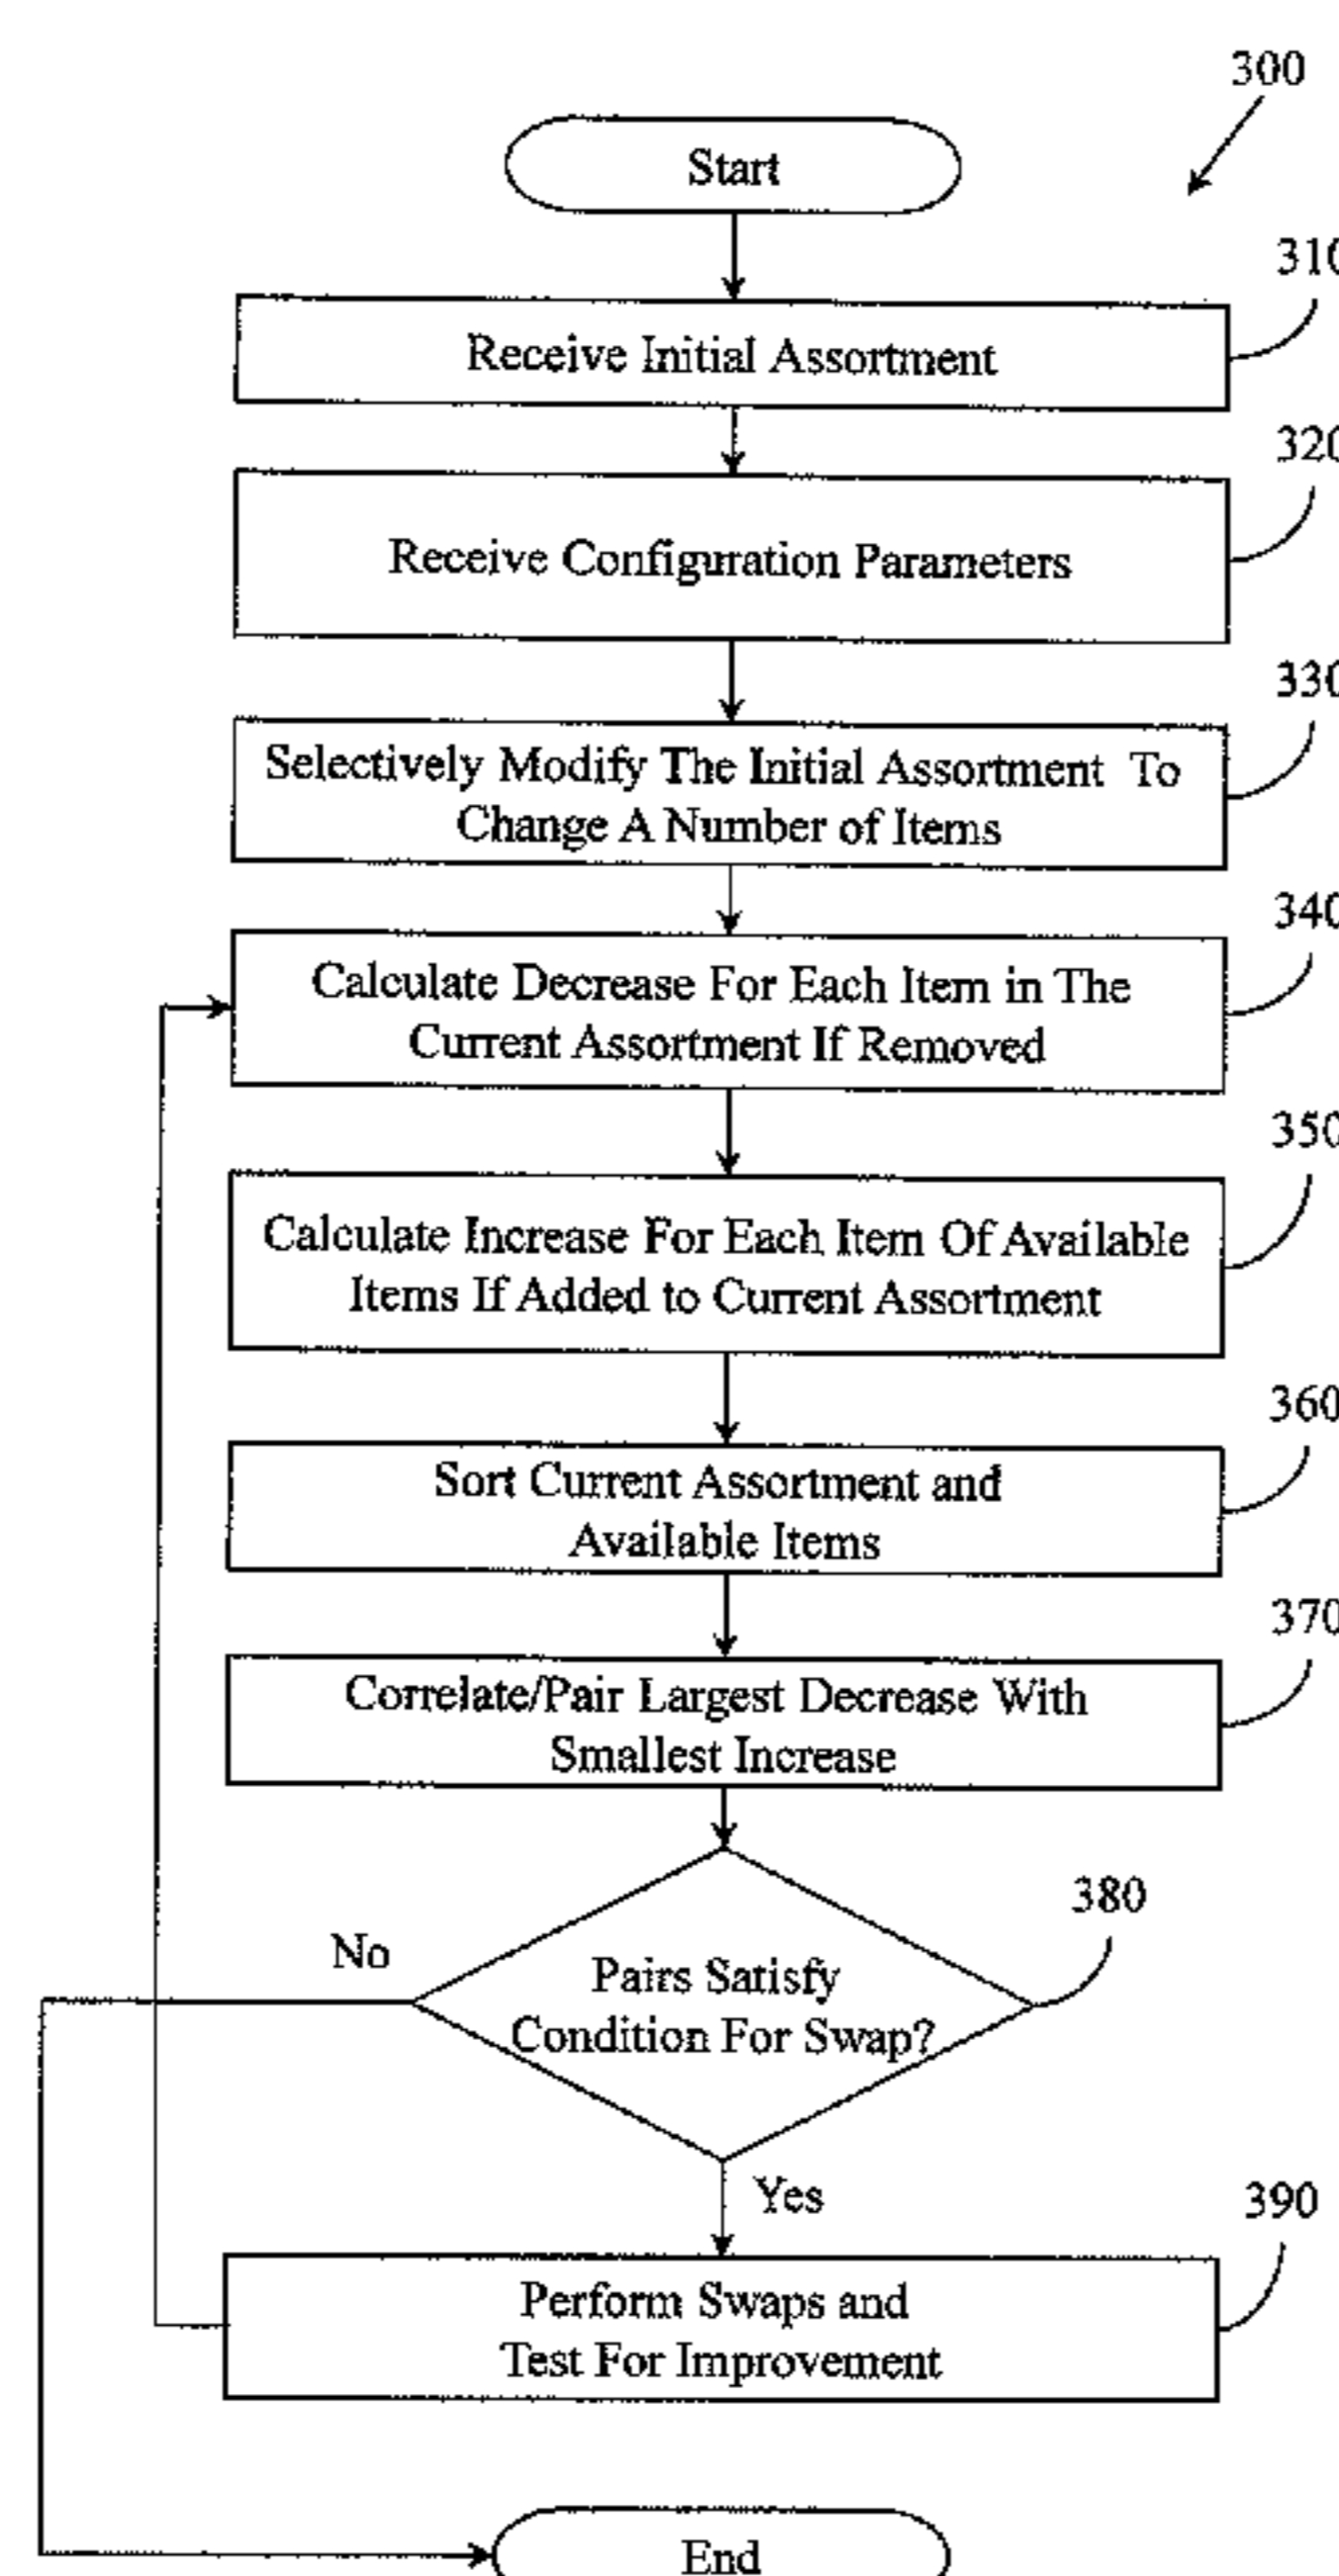 300
Start
310
Receive Initial Assortment
320
Receive Configuration Parameters
330
Selectively Modify The Initial Assortment To
Change A Number of Items
340
Calculate Decrease For Each Item in The
Current Assortment If Removed
350
Calculate Increase For Each Item Of Available
Items If Added to Current Assortment
360
Sort Current Assortment and
Available Items
370
Correlate/Pair Largest Decrease With
Smallest Increase
380
No
Pairs Satisfy
Condition For Swap?
Yes
390
Perform Swaps and
Test For Improvement
End